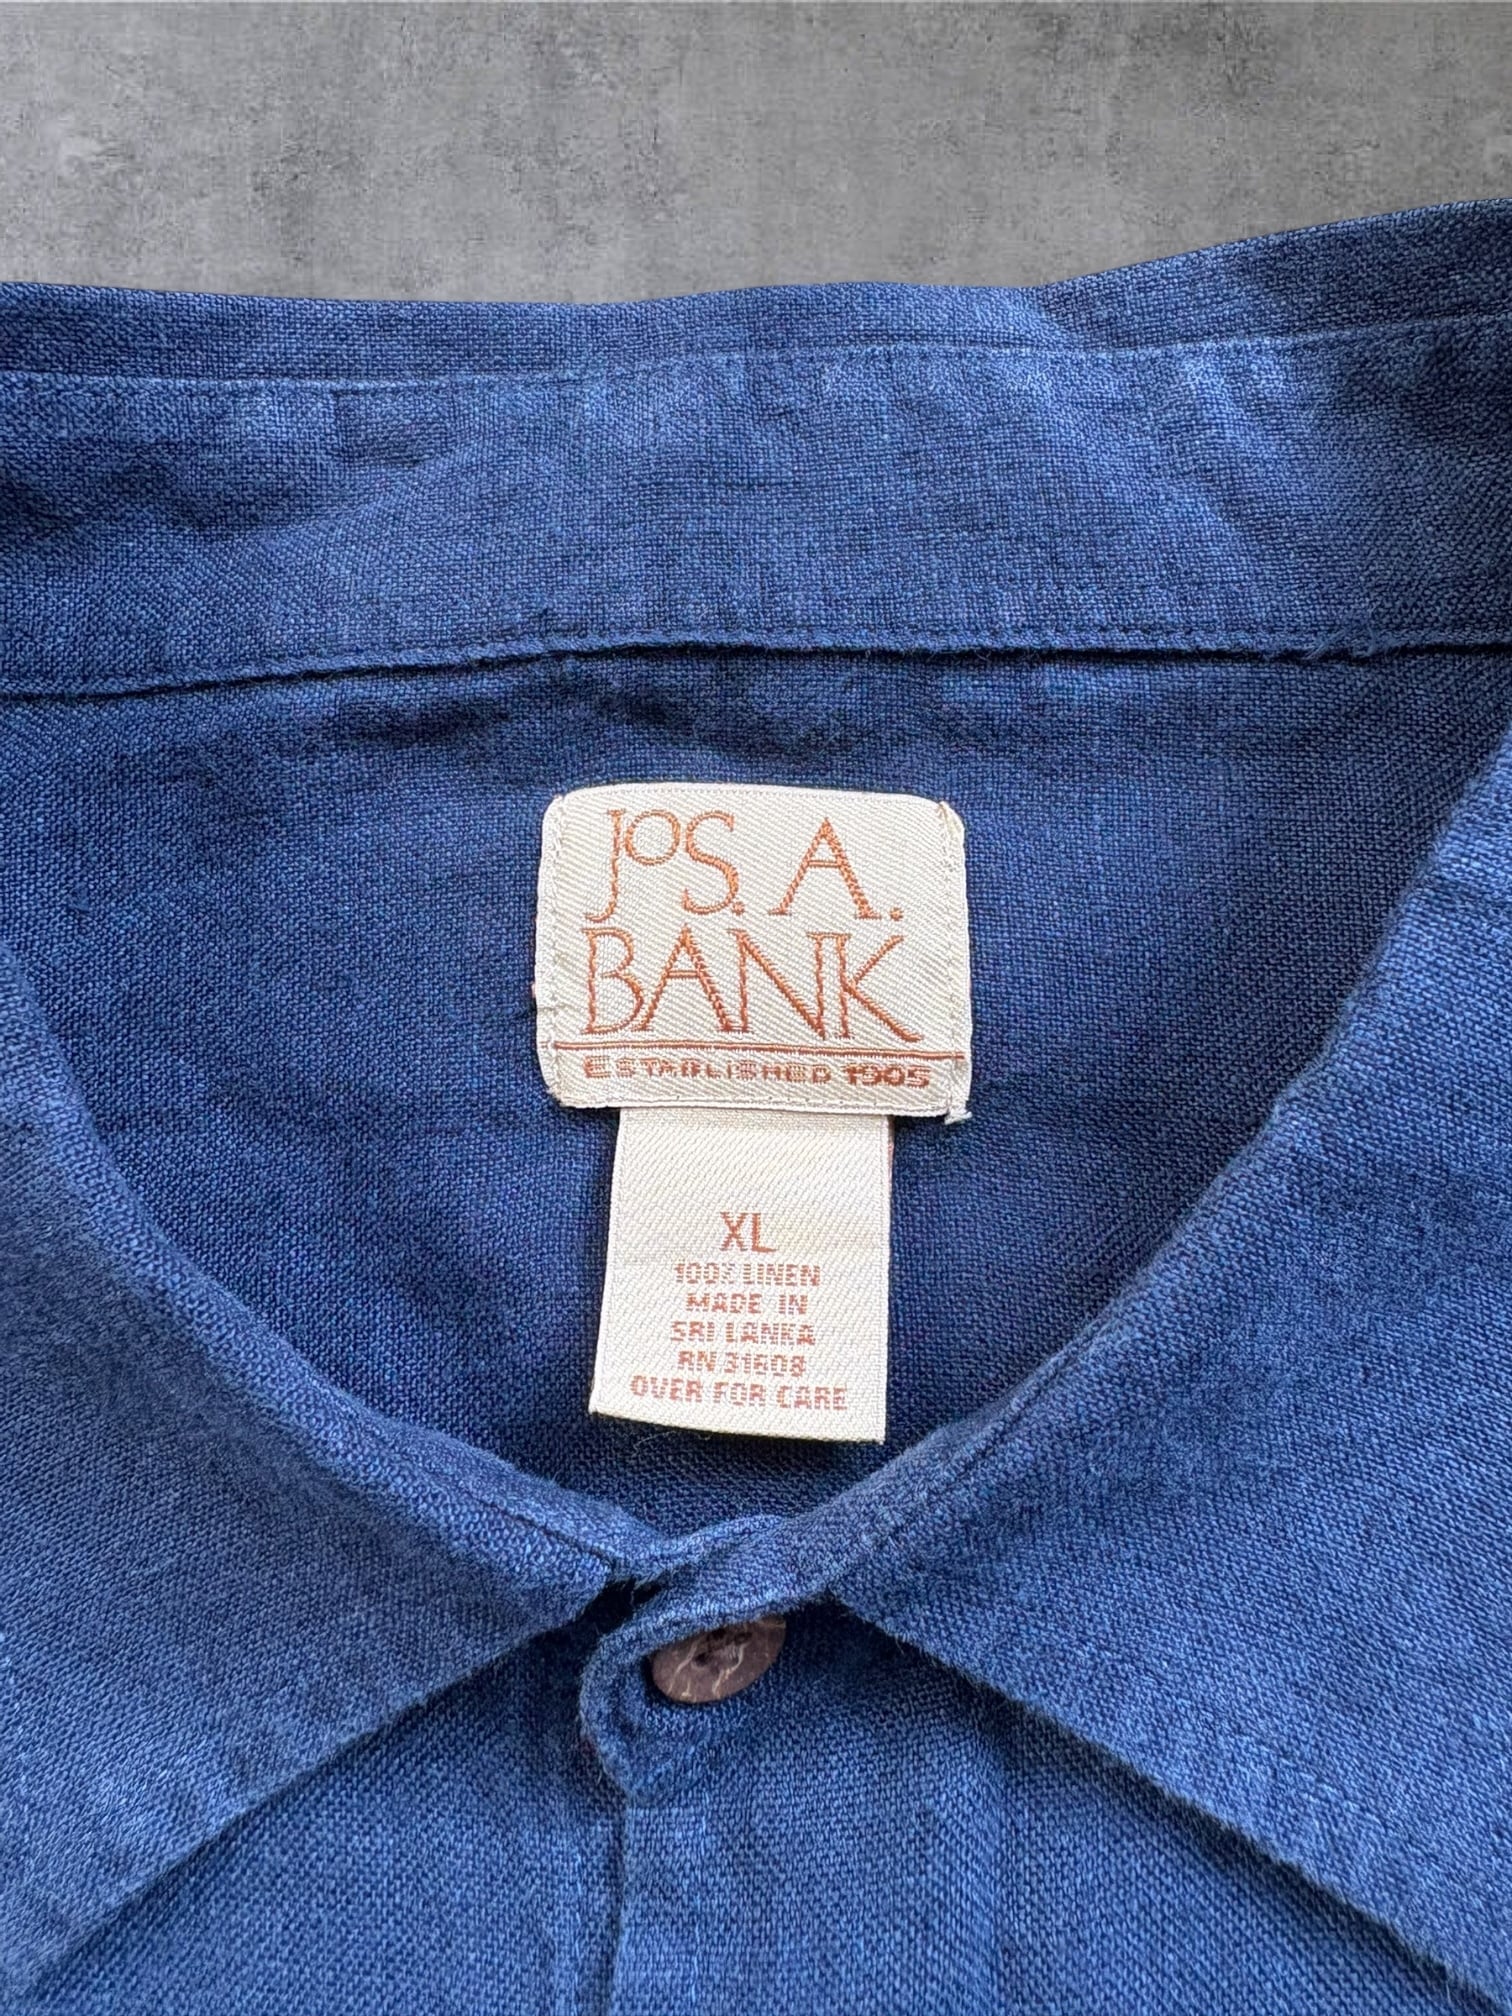 JOS. A.
BANK
ESTABLISHED 1905
XL
100% LINEN
MADE IN
SRI LANKA
RN 31608
OVER FOR CARE